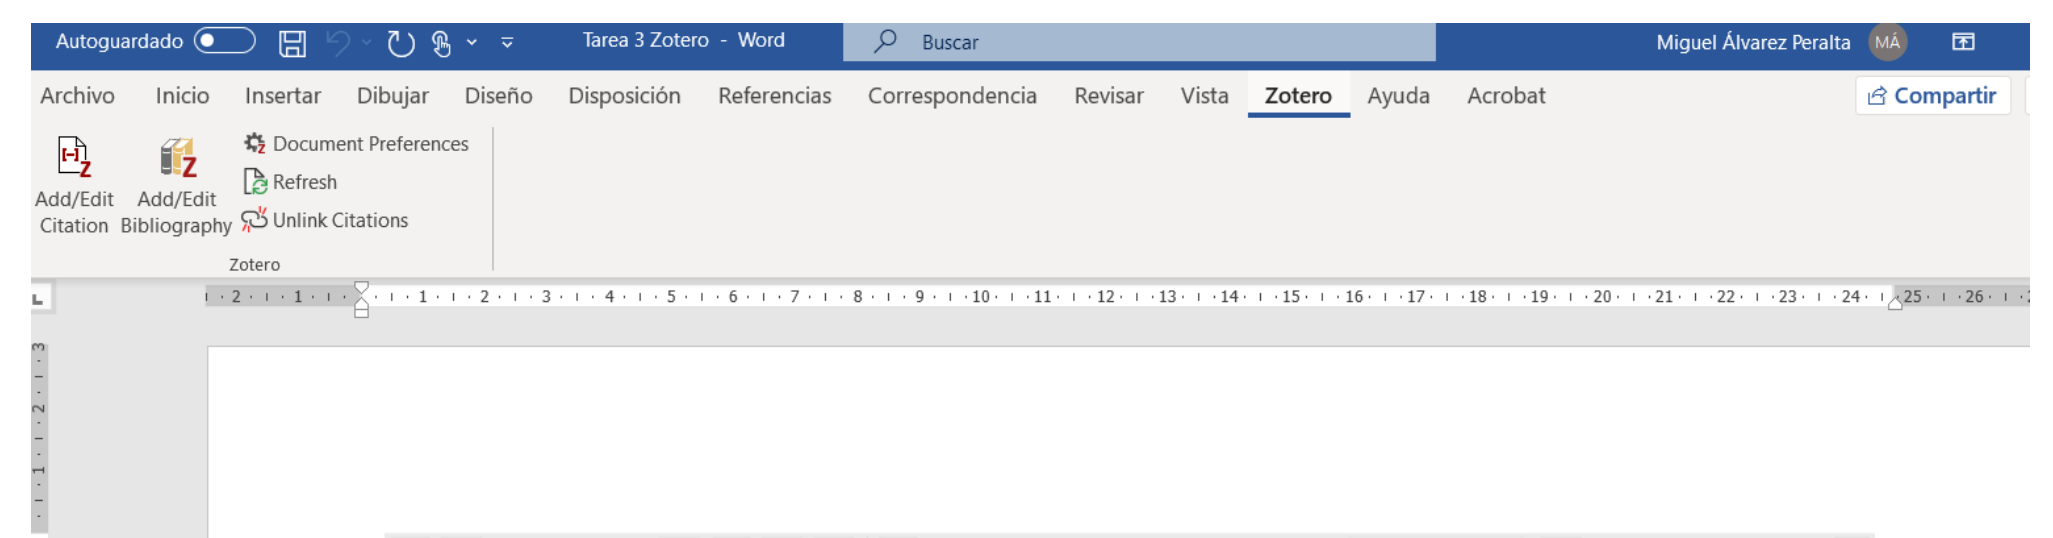 Autoguardado Tarea 3 Zotero - Word Buscar Miguel Álvarez Peralta MÁ
Archivo Inicio Insertar Dibujar Diseño Disposición Referencias Correspondencia Revisar Vista Zotero Ayuda Acrobat Compartir
Add/Edit Citation
Add/Edit Bibliography
Document Preferences
Refresh
Unlink Citations
Zotero
2 1 1 2 3 4 5 6 7 8 9 10 11 12 13 14 15 16 17 18 19 20 21 22 23 24 25 26
3
2
1